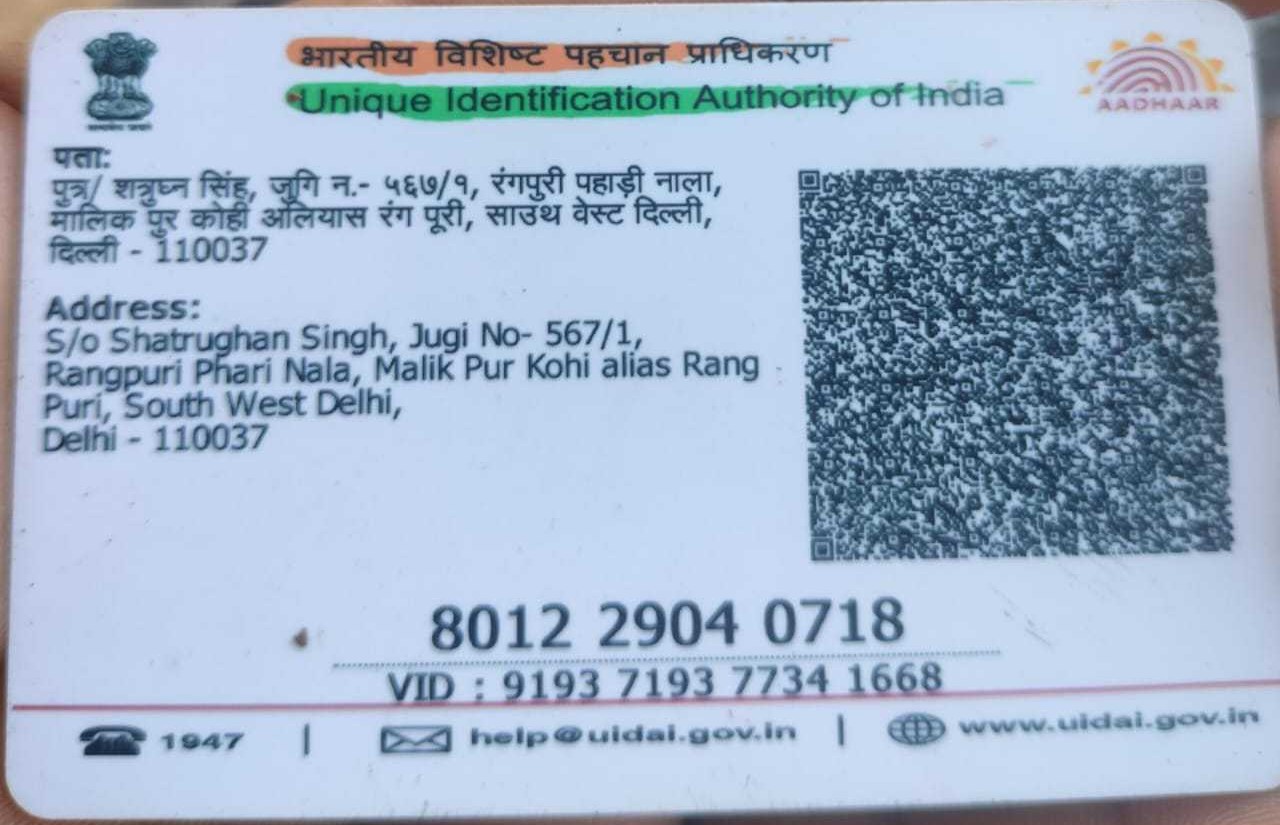 भारतीय विशिष्ट पहचान प्राधिकरण
Unique Identification Authority of India
AADHAAR
पता:
पुत्र/ शत्रुघ्न सिंह, जुगि न.- ५६७/१, रंगपुरी पहाड़ी नाला,
मालिक पुर कोही अलियास रंग पूरी, साउथ वेस्ट दिल्ली,
दिल्ली - 110037
Address:
S/o Shatrughan Singh, Jugi No- 567/1,
Rangpuri Phari Nala, Malik Pur Kohi alias Rang
Puri, South West Delhi,
Delhi - 110037
8012 2904 0718
VID : 9193 7193 7734 1668
1947 | help@uidai.gov.in | www.uidai.gov.in